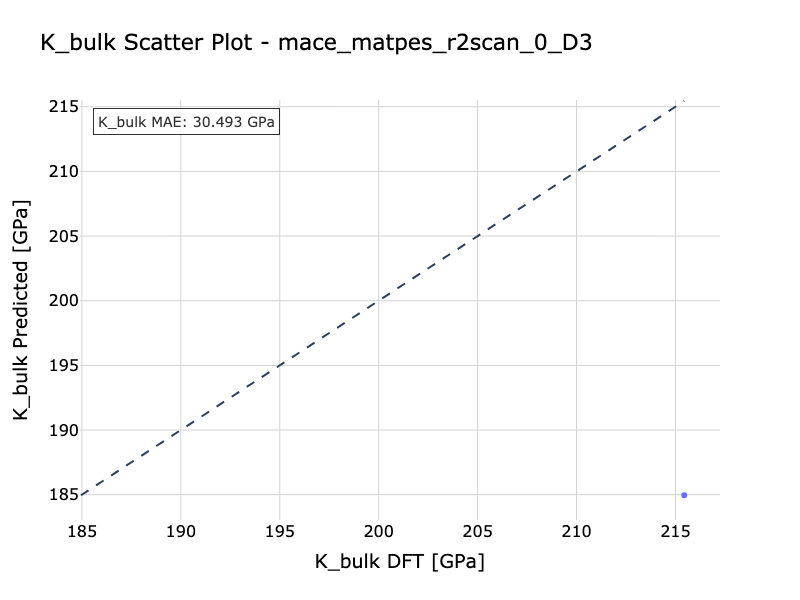 K_bulk Scatter Plot - mace_matpes_r2scan_0_D3
K_bulk MAE: 30.493 GPa
K_bulk Predicted [GPa]
215
210
205
200
195
190
185
185 190 195 200 205 210 215
K_bulk DFT [GPa]